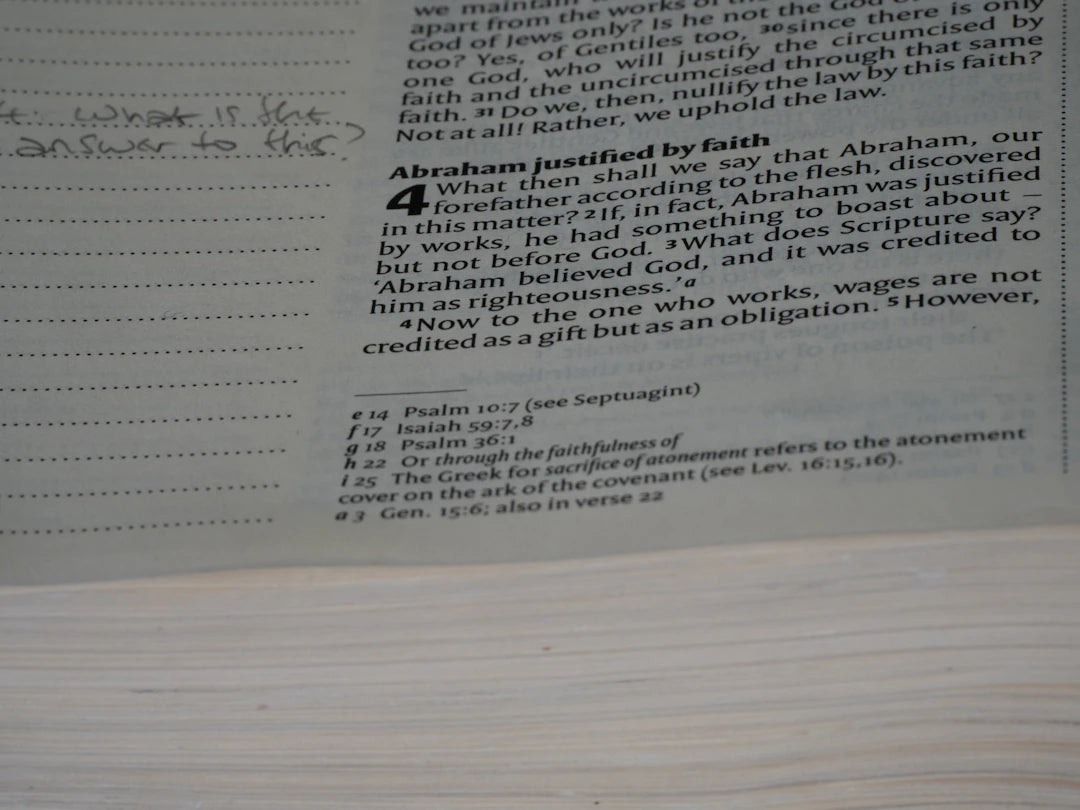 what is tht
answer to this?
we maintain
apart from the works of
God of Jews only? Is he not the God of
too? Yes, of Gentiles too, 30 since there is only
one God, who will justify the circumcised by
faith and the uncircumcised through that same
faith. 31 Do we, then, nullify the law by this faith?
Not at all! Rather, we uphold the law.
Abraham justified by faith
4 What then shall we say that Abraham, our
forefather according to the flesh, discovered
in this matter? 2 If, in fact, Abraham was justified
by works, he had something to boast about –
but not before God. 3 What does Scripture say?
‘Abraham believed God, and it was credited to
him as righteousness.’ a
4 Now to the one who works, wages are not
credited as a gift but as an obligation. 5 However,
e 14 Psalm 10:7 (see Septuagint)
f 17 Isaiah 59:7,8
g 18 Psalm 36:1
h 22 Or through the faithfulness of
i 25 The Greek for sacrifice of atonement refers to the atonement
cover on the ark of the covenant (see Lev. 16:15,16).
a 3 Gen. 15:6; also in verse 22